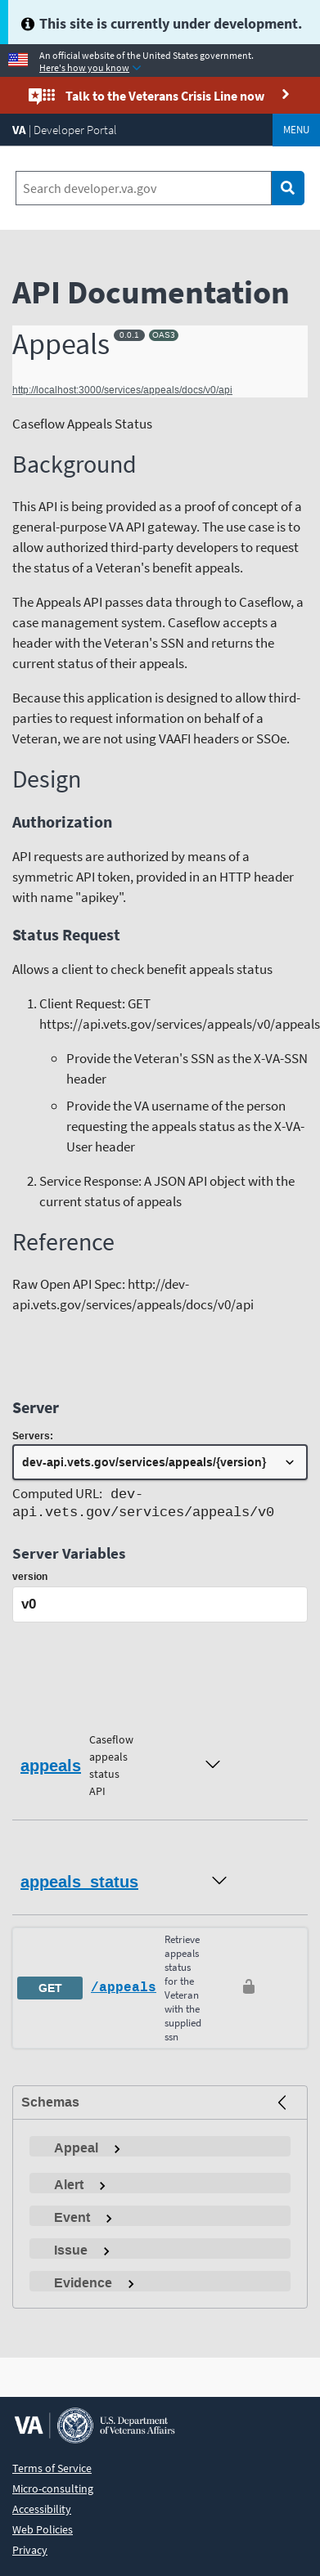 This site is currently under development.
An official website of the United States government.
Here's how you know
Talk to the Veterans Crisis Line now
VA | Developer Portal
MENU
Search developer.va.gov
API Documentation
Appeals 0.0.1 OAS3
http://localhost:3000/services/appeals/docs/v0/api
Caseflow Appeals Status
Background
This API is being provided as a proof of concept of a
general-purpose VA API gateway. The use case is to
allow authorized third-party developers to request
the status of a Veteran's benefit appeals.
The Appeals API passes data through to Caseflow, a
case management system. Caseflow accepts a
header with the Veteran's SSN and returns the
current status of their appeals.
Because this application is designed to allow third-
parties to request information on behalf of a
Veteran, we are not using VAAFI headers or SSOe.
Design
Authorization
API requests are authorized by means of a
symmetric API token, provided in an HTTP header
with name "apikey".
Status Request
Allows a client to check benefit appeals status
1. Client Request: GET
https://api.vets.gov/services/appeals/v0/appeals
Provide the Veteran's SSN as the X-VA-SSN
header
Provide the VA username of the person
requesting the appeals status as the X-VA-
User header
2. Service Response: A JSON API object with the
current status of appeals
Reference
Raw Open API Spec: http://dev-
api.vets.gov/services/appeals/docs/v0/api
Server
Servers:
dev-api.vets.gov/services/appeals/{version}
Computed URL: dev-
api.vets.gov/services/appeals/v0
Server Variables
version
v0
appeals
Caseflow
appeals
status
API
appeals_status
GET
/appeals
Retrieve
appeals
status
for the
Veteran
with the
supplied
ssn
Schemas
Appeal
Alert
Event
Issue
Evidence
VA
U.S. Department
of Veterans Affairs
Terms of Service
Micro-consulting
Accessibility
Web Policies
Privacy